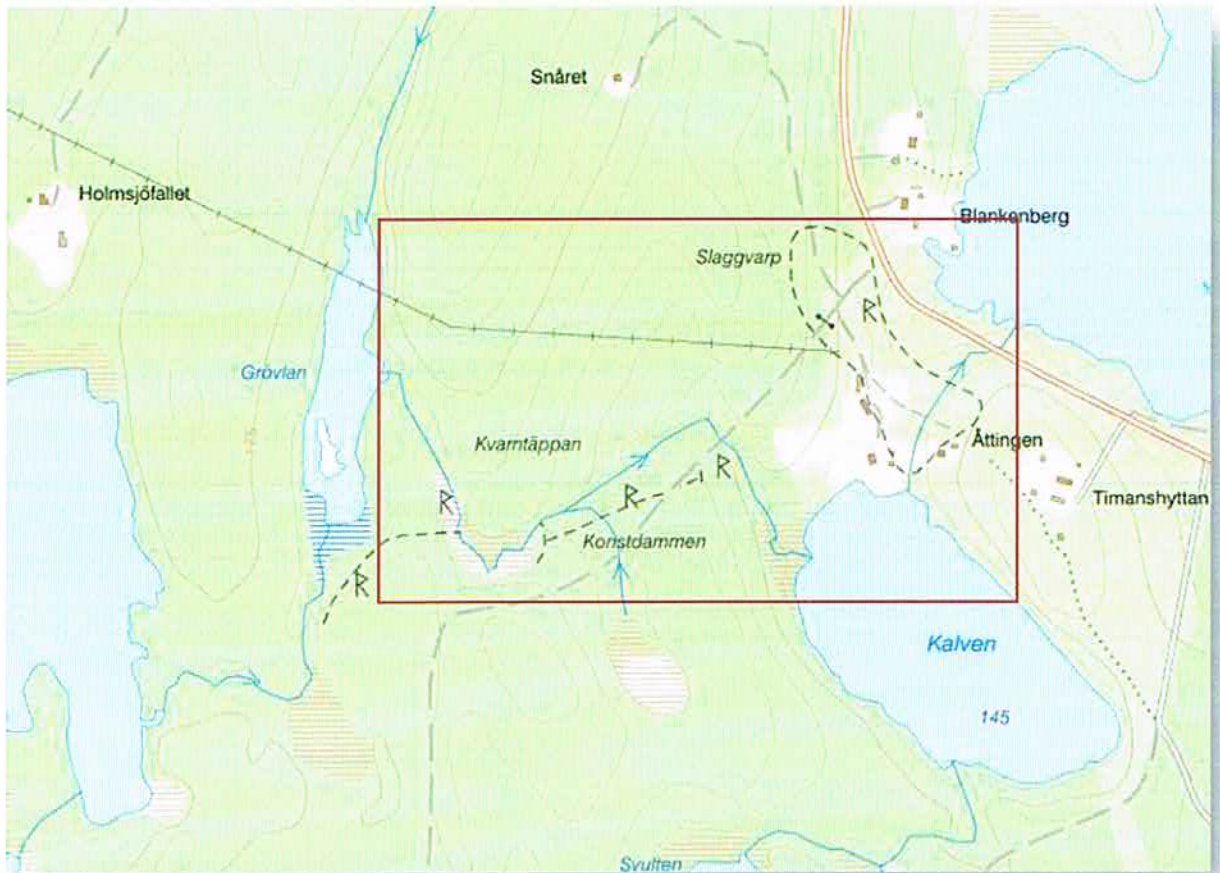 Snåret
Holmsjöfallet
Blankenberg
Slaggvarp
Grövlan
Kvarntäppan
Åttingen
Timanshyttan
Konstdammen
Kalven
145
Svulten